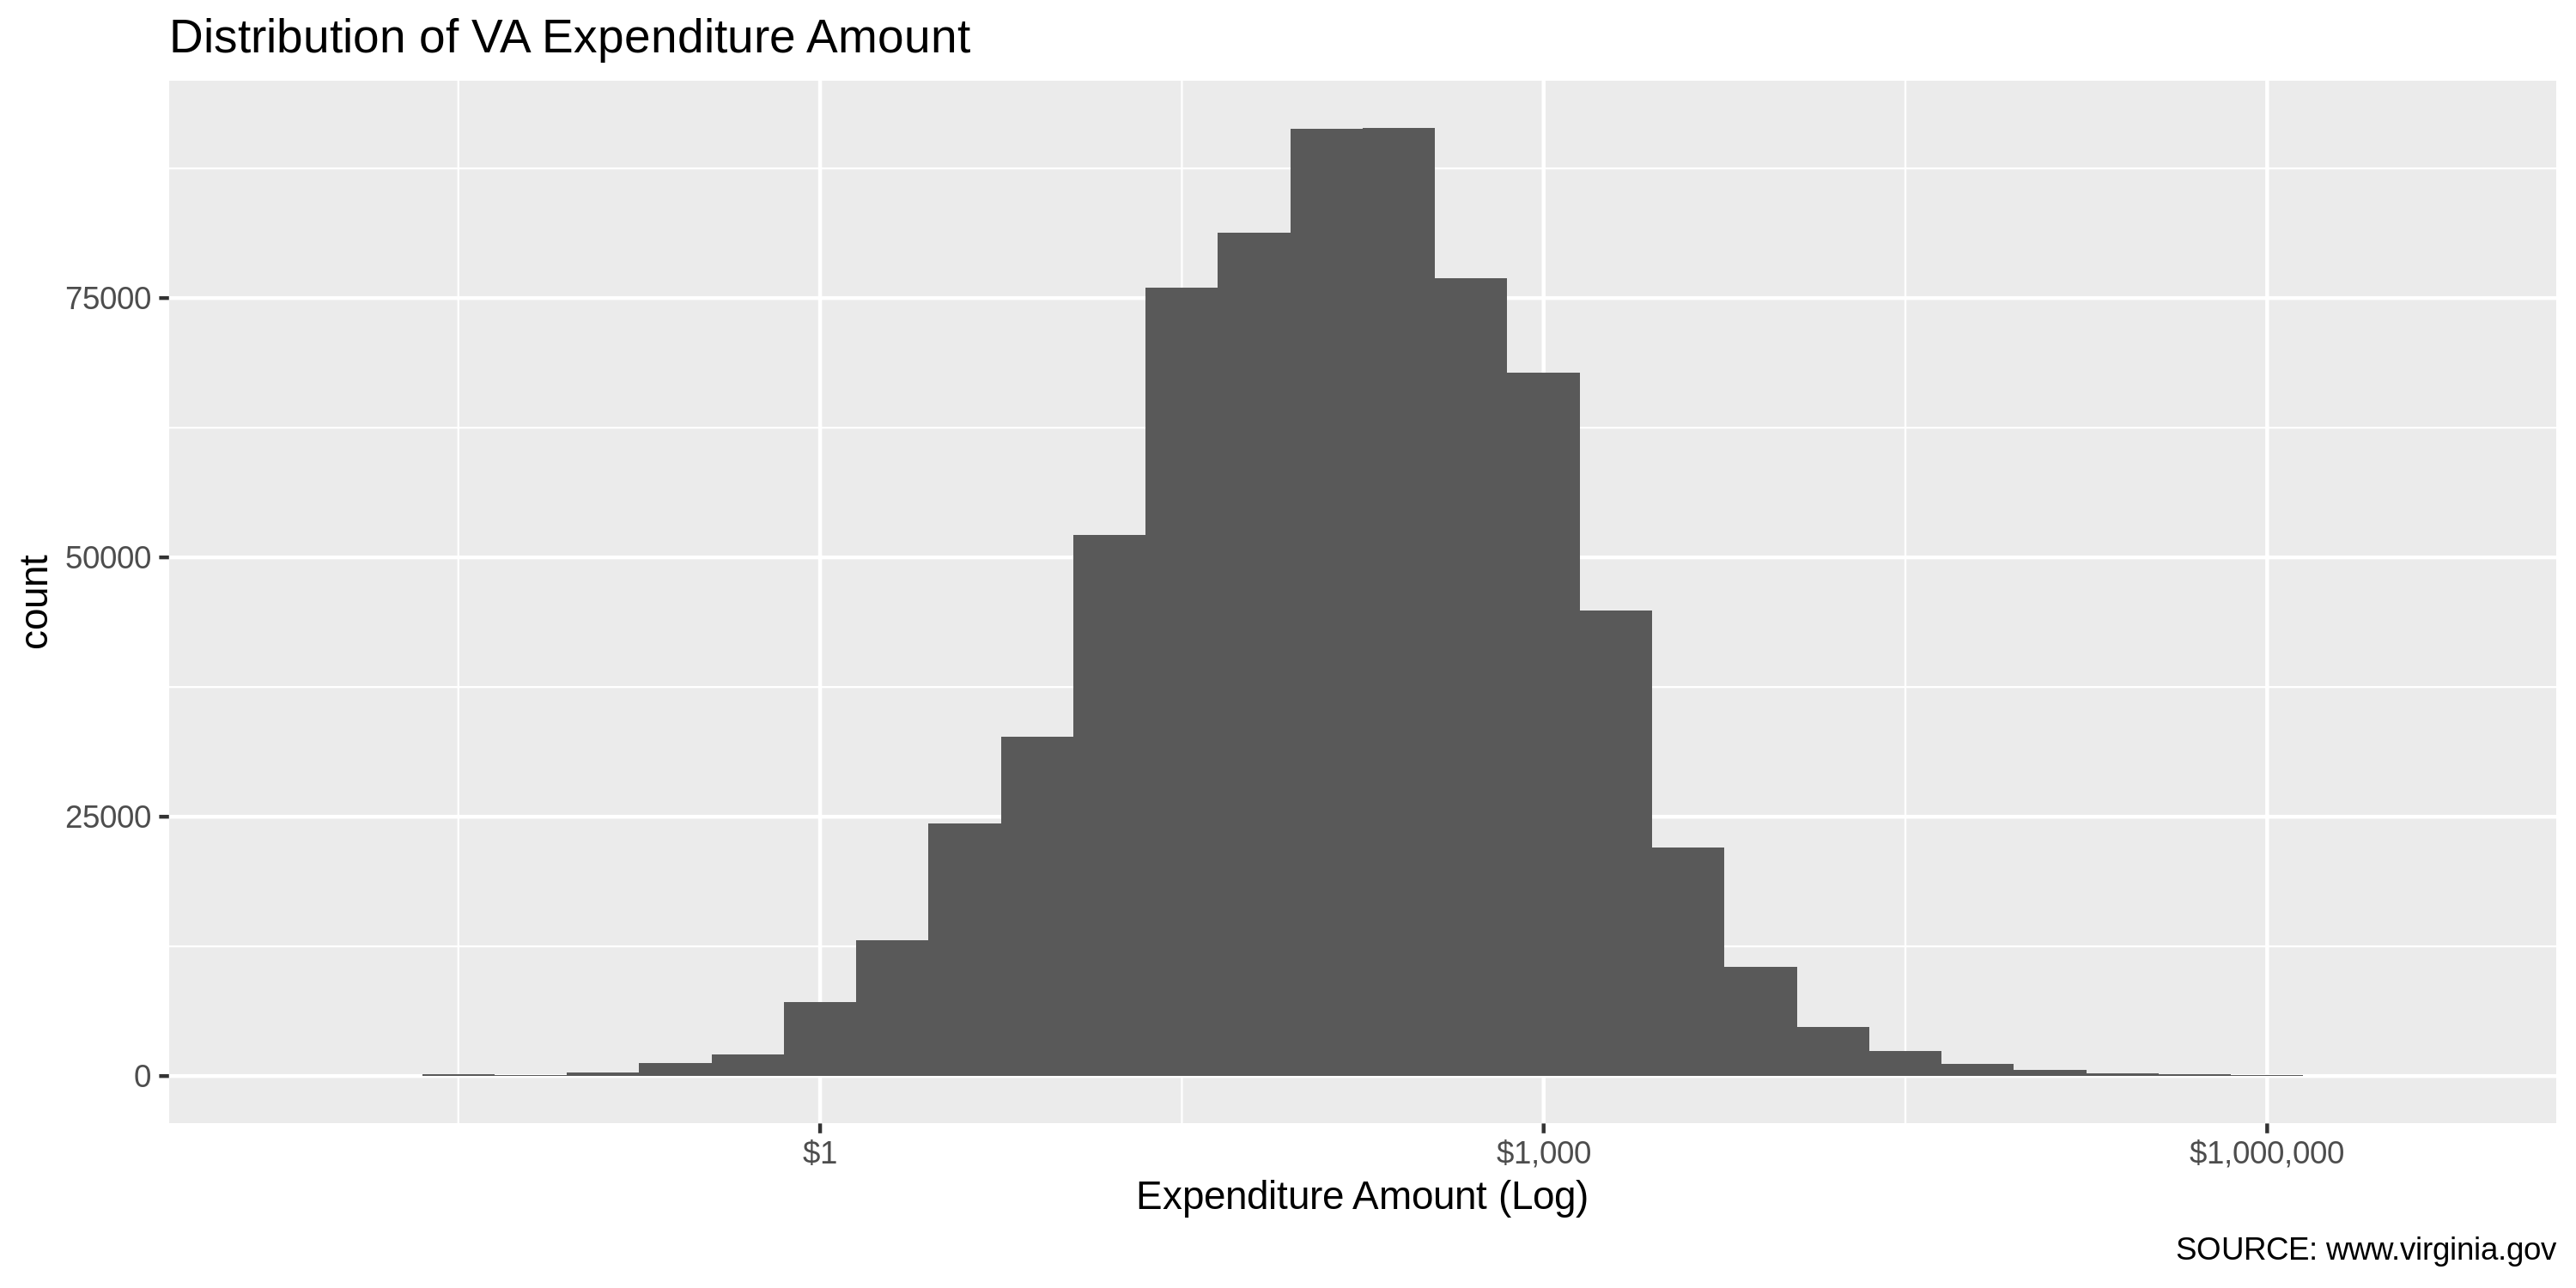 Distribution of VA Expenditure Amount
count
75000
50000
25000
0
$1
$1,000
$1,000,000
Expenditure Amount (Log)
SOURCE: www.virginia.gov